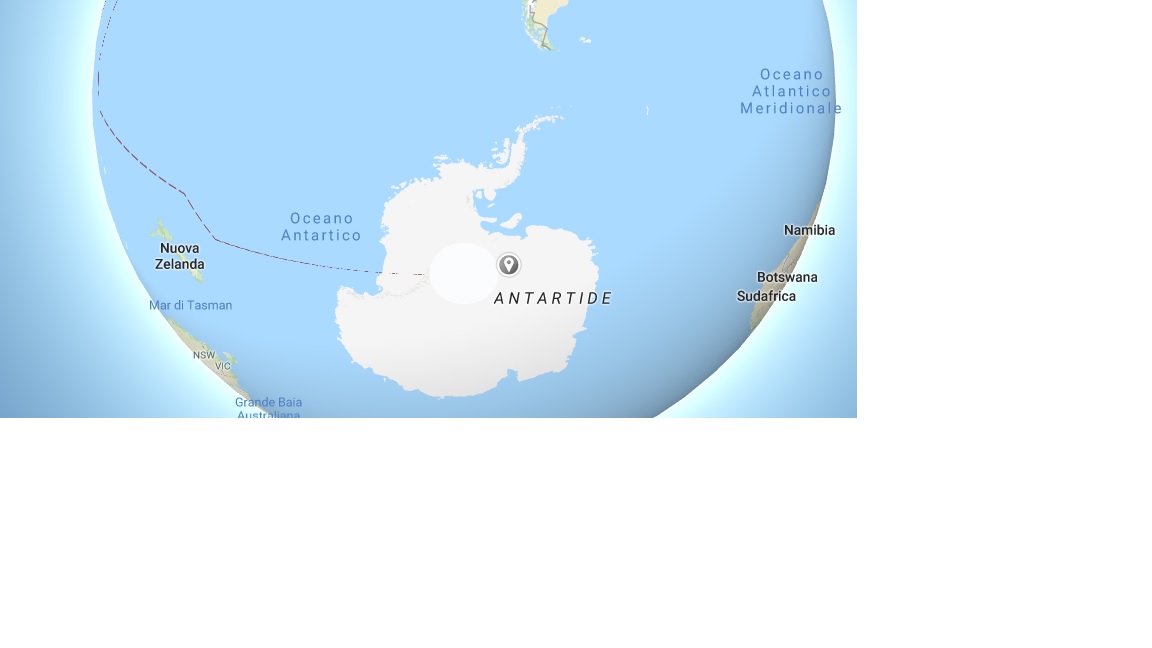 Oceano
Atlantico
Meridionale
Oceano
Antartico
Namibia
Nuova
Zelanda
Botswana
Sudafrica
ANTARTIDE
Mar di Tasman
NSW
VIC
Grande Baia
Australiana